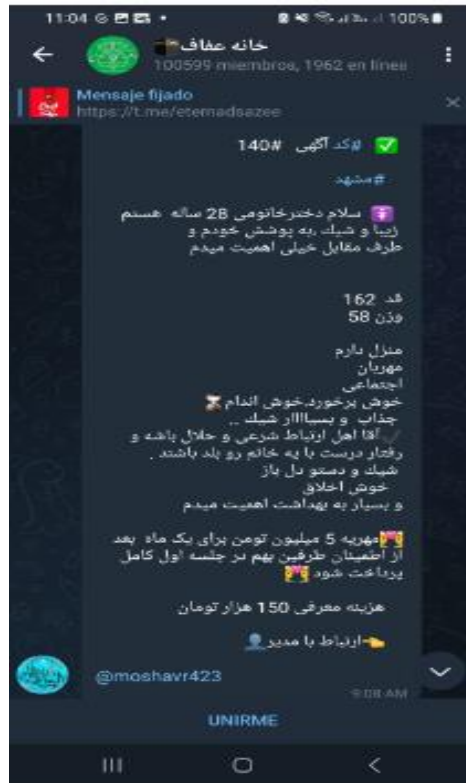 11:04
100%
خانه عفاف
100599 miembros, 1962 en línea
Mensaje fijado
https://t.me/eternadsazee
#کد آگهی #140
#مشهد
سلام دخترخانومی 28 ساله هستم
زیبا و شیک ,به پوشش خودم و
طرف مقابل خیلی اهمیت میدم
قد 162
وزن 58
منزل دارم
مهربان
اجتماعی
خوش برخورد.خوش اندام
جذاب و بسیاااار شیک ..
آقا اهل ارتباط شرعی و حلال باشه و
رفتار درست با یه خانم رو بلد باشند .
شیک و دستو دل باز
خوش اخلاق
و بسیار به بهداشت اهمیت میدم
مهریه 5 میلیون تومن برای یک ماه بعد
از اطمینان طرفین بهم در جلسه اول کامل
پرداخت شود
هزینه معرفی 150 هزار تومان
ارتباط با مدیر
@moshavr423
9:08 AM
UNIRME